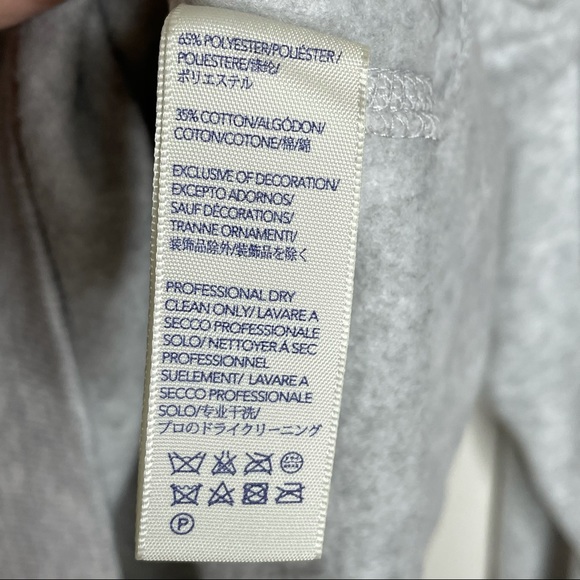 65% POLYESTER/POLIÉSTER/
POLIESTERE/涤纶/
ポリエステル
35% COTTON/ALGÓDON/
COTON/COTONE/棉/綿
EXCLUSIVE OF DECORATION/
EXCEPTO ADORNOS/
SAUF DÉCORATIONS/
TRANNE ORNAMENTI/
装饰品除外/装飾品を除く
PROFESSIONAL DRY
CLEAN ONLY/ LAVARE A
SECCO PROFESSIONALE
SOLO/ NETTOYER Á SEC
PROFESSIONNEL
SUELEMENT/ LAVARE A
SECCO PROFESSIONALE
SOLO/专业干洗/
プロのドライクリーニング
P